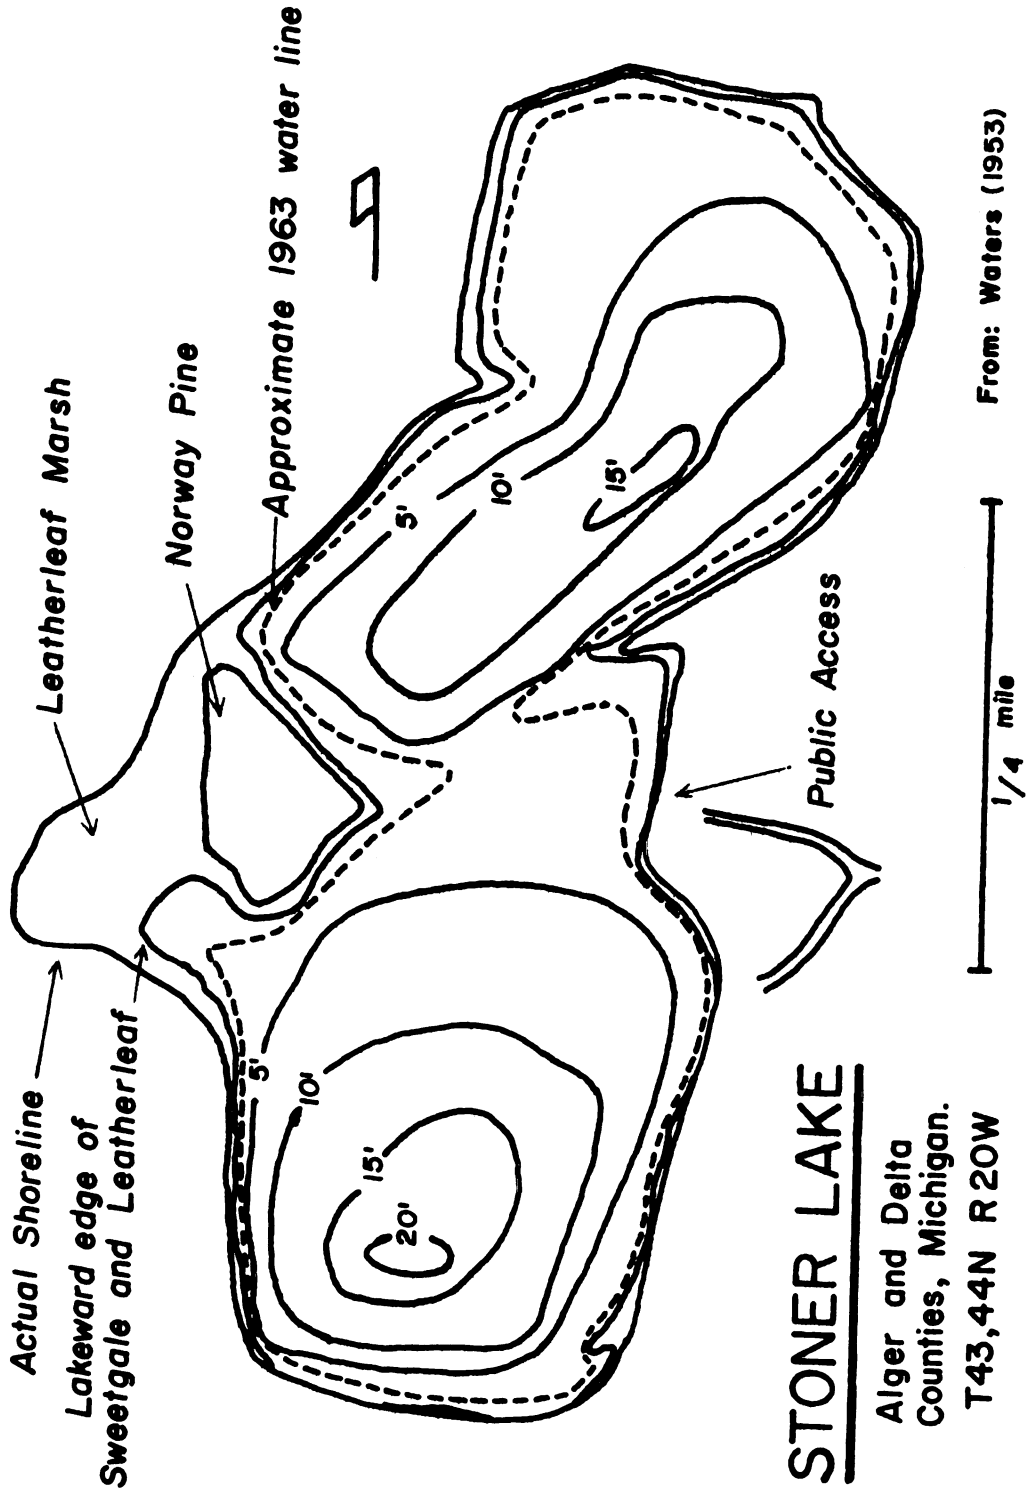 Actual Shoreline
Lakeward edge of
Sweetgale and Leatherleaf
Leatherleaf Marsh
Norway Pine
Approximate 1963 water line
5'
10'
15'
20'
5'
10'
15'
Public Access
STONER LAKE
Alger and Delta
Counties, Michigan.
T43,44N R20W
1/4 mile
From: Waters (1953)